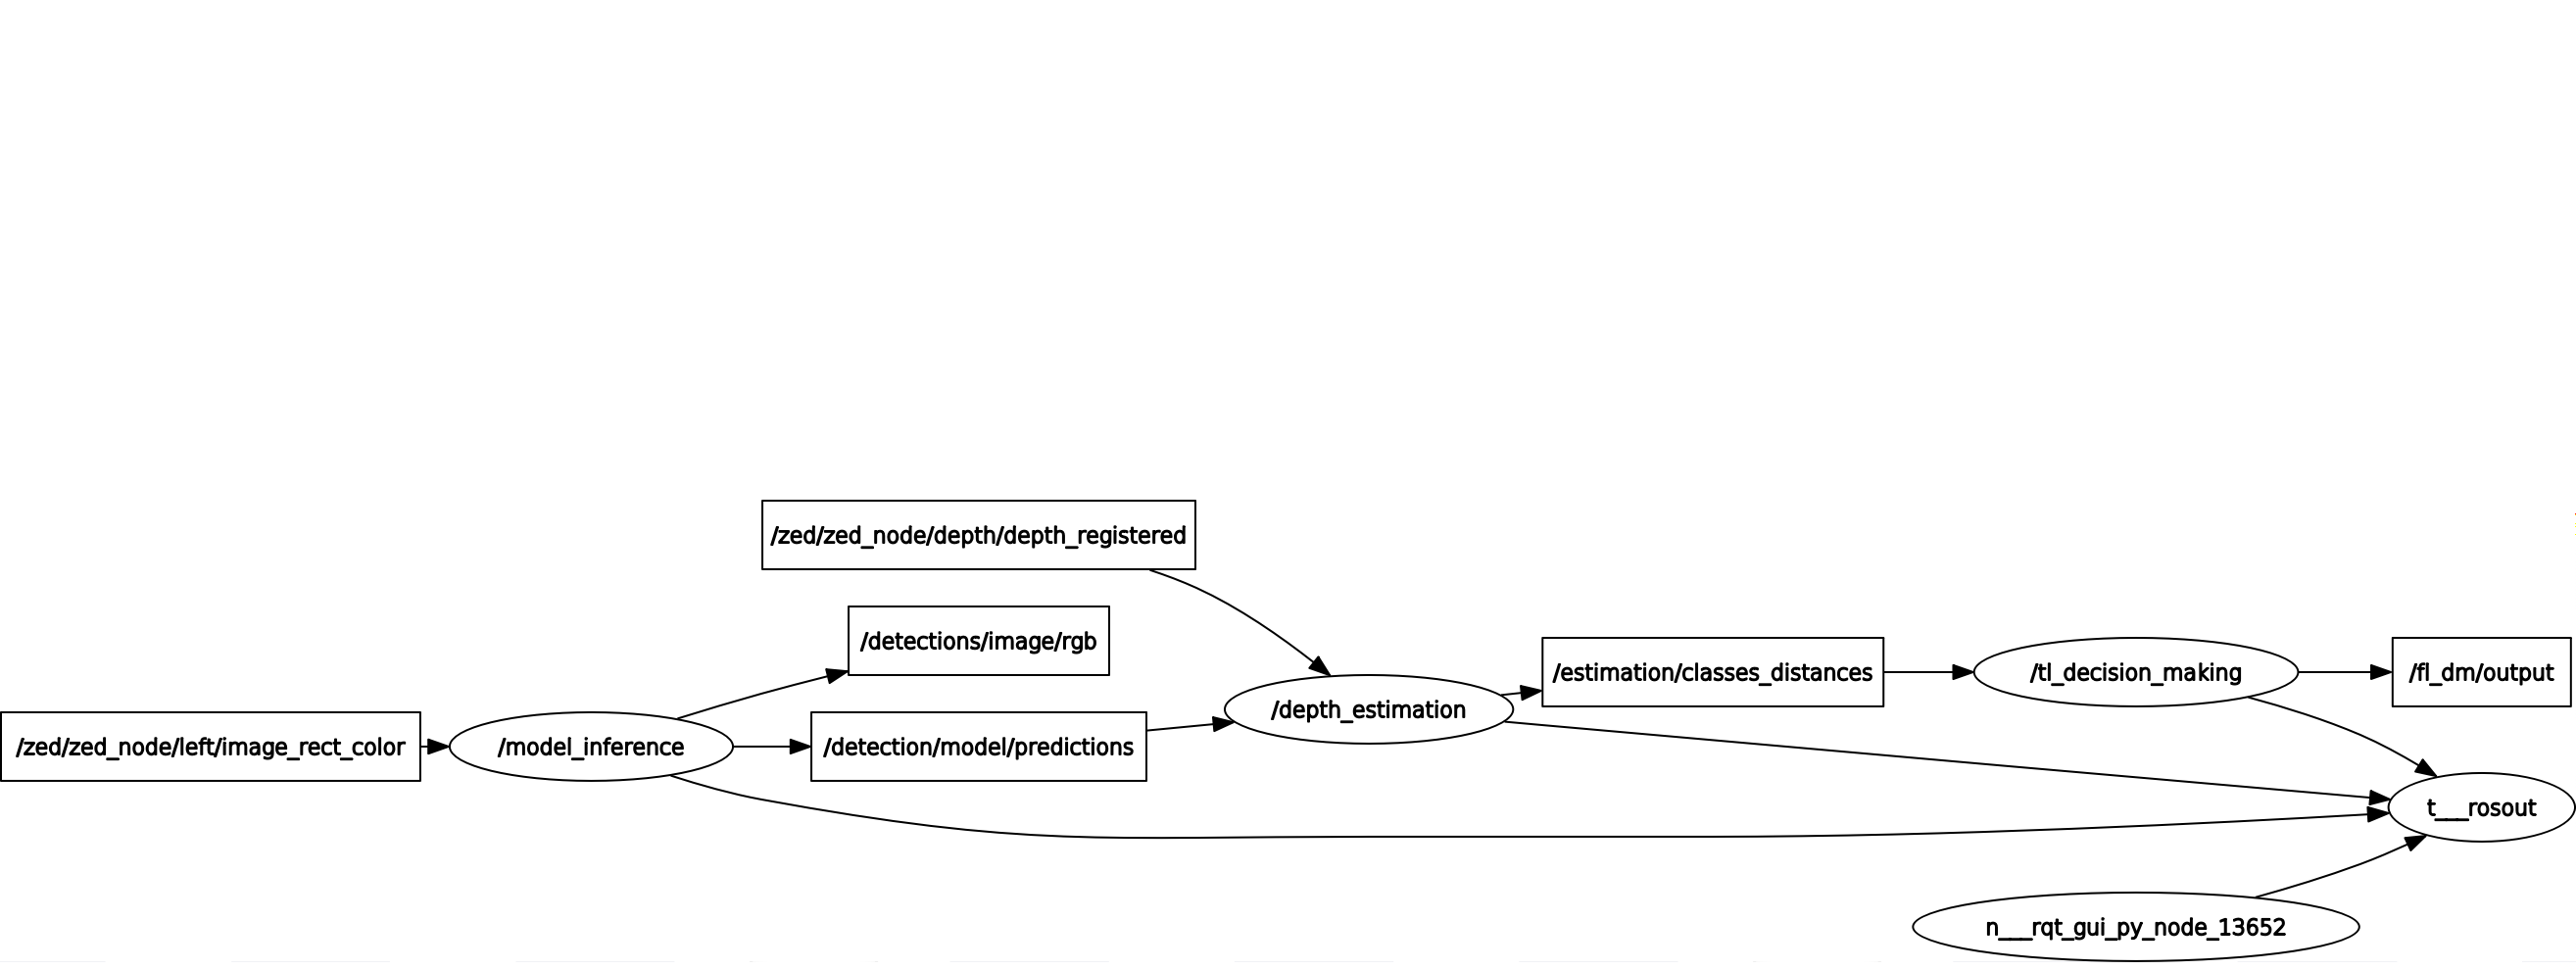 /zed/zed_node/depth/depth_registered
/detections/image/rgb
/zed/zed_node/left/image_rect_color
/model_inference
/detection/model/predictions
/depth_estimation
/estimation/classes_distances
/tl_decision_making
/fl_dm/output
t___rosout
n___rqt_gui_py_node_13652